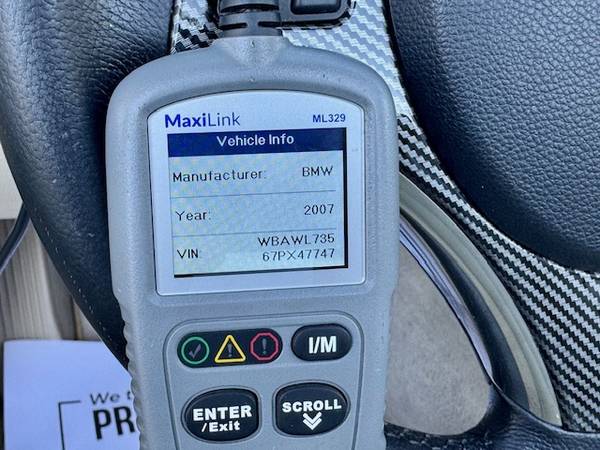 MaxiLink ML329
Vehicle Info
Manufacturer: BMW
Year: 2007
VIN: WBAWL735
67PX47747
I/M
ENTER
/Exit
SCROLL
We t
PR